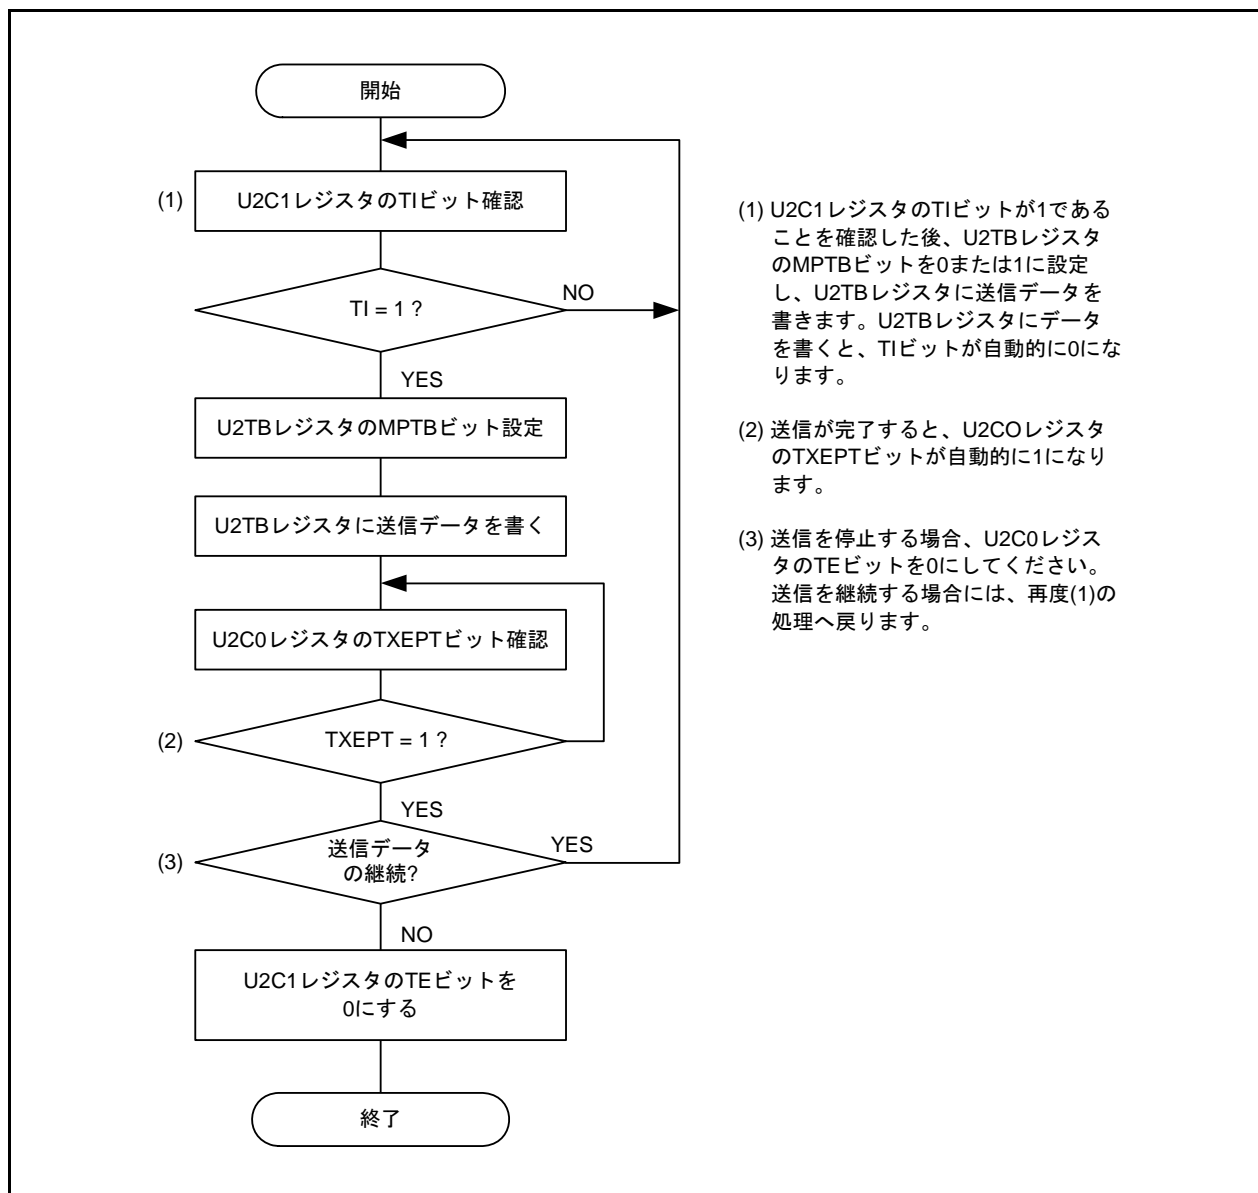 開始
(1)
U2C1レジスタのTIビット確認
TI = 1 ?
NO
YES
U2TBレジスタのMPTBビット設定
U2TBレジスタに送信データを書く
U2C0レジスタのTXEPTビット確認
(2)
TXEPT = 1 ?
YES
(3)
送信データ
の継続?
YES
NO
U2C1レジスタのTEビットを
0にする
終了
(1) U2C1レジスタのTIビットが1である
ことを確認した後、U2TBレジスタ
のMPTBビットを0または1に設定
し、U2TBレジスタに送信データを
書きます。U2TBレジスタにデータ
を書くと、TIビットが自動的に0にな
ります。
(2) 送信が完了すると、U2COレジスタ
のTXEPTビットが自動的に1になり
ます。
(3) 送信を停止する場合、U2C0レジス
タのTEビットを0にしてください。
送信を継続する場合には、再度(1)の
処理へ戻ります。